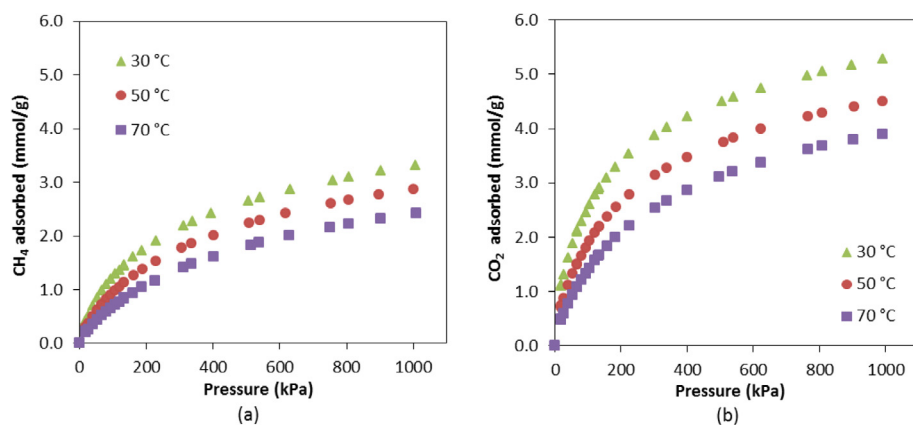 6.0
5.0
4.0
3.0
2.0
1.0
0.0
CH₄ adsorbed (mmol/g)
30 °C
50 °C
70 °C
0 200 400 600 800 1000
Pressure (kPa)
(a)
6.0
5.0
4.0
3.0
2.0
1.0
0.0
CO₂ adsorbed (mmol/g)
30 °C
50 °C
70 °C
0 200 400 600 800 1000
Pressure (kPa)
(b)